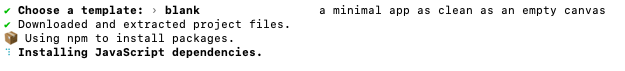 ✔ Choose a template: › blank                 a minimal app as clean as an empty canvas
✔ Downloaded and extracted project files.
📦 Using npm to install packages.
⠹ Installing JavaScript dependencies.